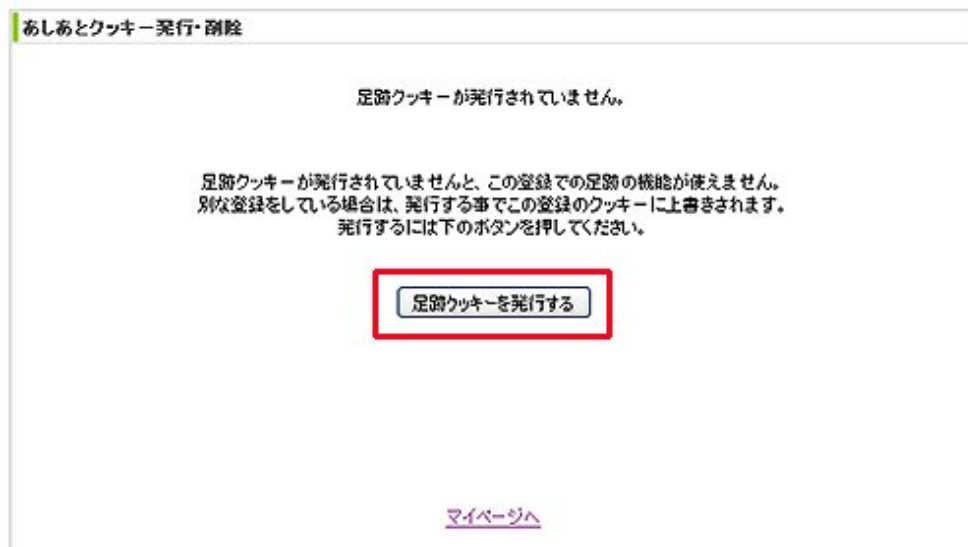 あしあとクッキー発行・削除
足跡クッキーが発行されていません。
足跡クッキーが発行されていませんと、この登録での足跡の機能が使えません。
別な登録をしている場合は、発行する事でこの登録のクッキーに上書きされます。
発行するには下のボタンを押してください。
足跡クッキーを発行する
マイページへ